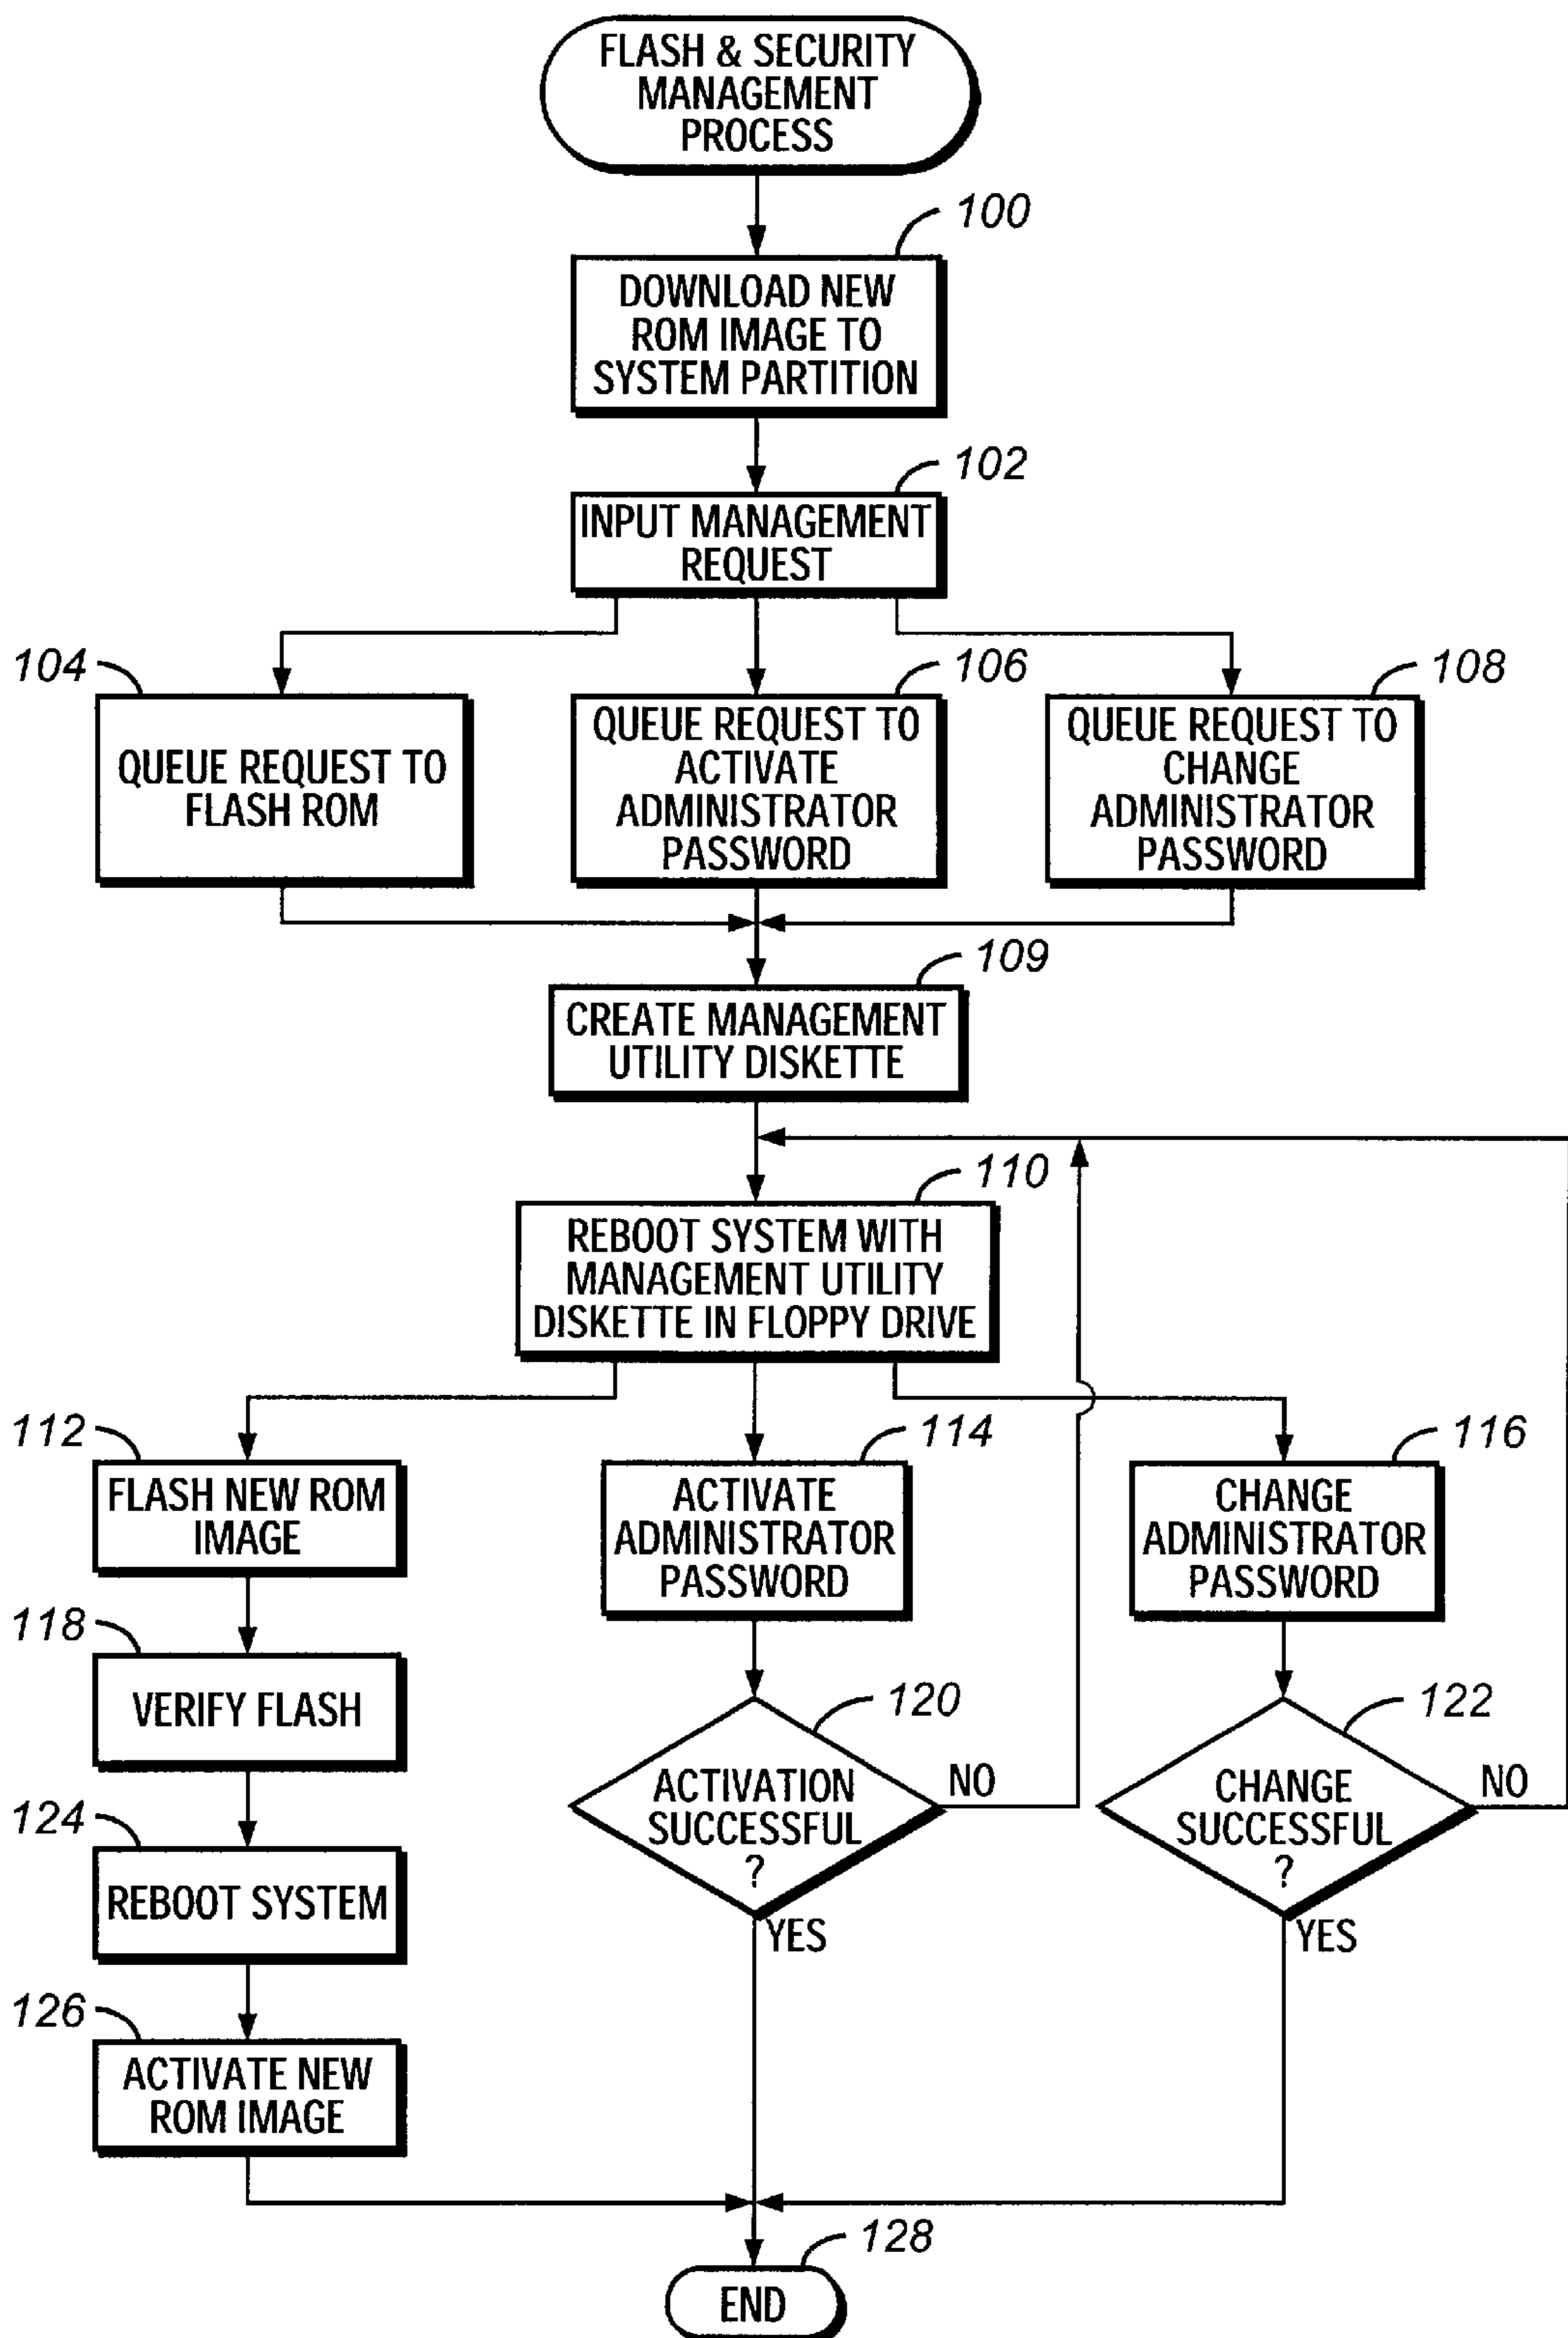 FLASH & SECURITY
MANAGEMENT
PROCESS
100
DOWNLOAD NEW
ROM IMAGE TO
SYSTEM PARTITION
102
INPUT MANAGEMENT
REQUEST
104
QUEUE REQUEST TO
FLASH ROM
106
QUEUE REQUEST TO
ACTIVATE
ADMINISTRATOR
PASSWORD
108
QUEUE REQUEST TO
CHANGE
ADMINISTRATOR
PASSWORD
109
CREATE MANAGEMENT
UTILITY DISKETTE
110
REBOOT SYSTEM WITH
MANAGEMENT UTILITY
DISKETTE IN FLOPPY DRIVE
112
FLASH NEW ROM
IMAGE
114
ACTIVATE
ADMINISTRATOR
PASSWORD
116
CHANGE
ADMINISTRATOR
PASSWORD
118
VERIFY FLASH
120
ACTIVATION
SUCCESSFUL
?
NO
YES
122
CHANGE
SUCCESSFUL
?
NO
YES
124
REBOOT SYSTEM
126
ACTIVATE NEW
ROM IMAGE
128
END